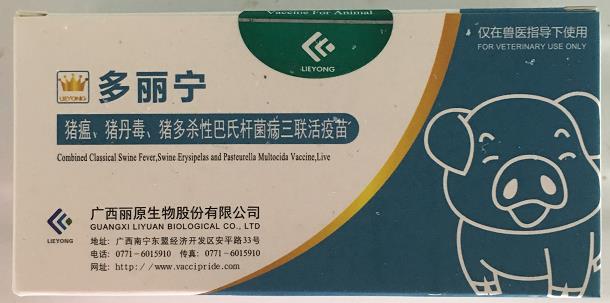 Vaccine For Animal
LIEYONG
仅在兽医指导下使用
FOR VETERINARY USE ONLY
LIEYONG
多丽宁
猪瘟、猪丹毒、猪多杀性巴氏杆菌病三联活疫苗
Combined Classical Swine Fever,Swine Erysipelas and Pasteurella Multocida Vaccine,Live
LIEYONG
广西丽原生物股份有限公司
GUANGXI LIYUAN BIOLOGICAL CO., LTD
地址: 广西南宁东盟经济开发区安平路33号
电话: 0771-6015910 传真: 0771-6015910
网址: http://www.vaccipride.com